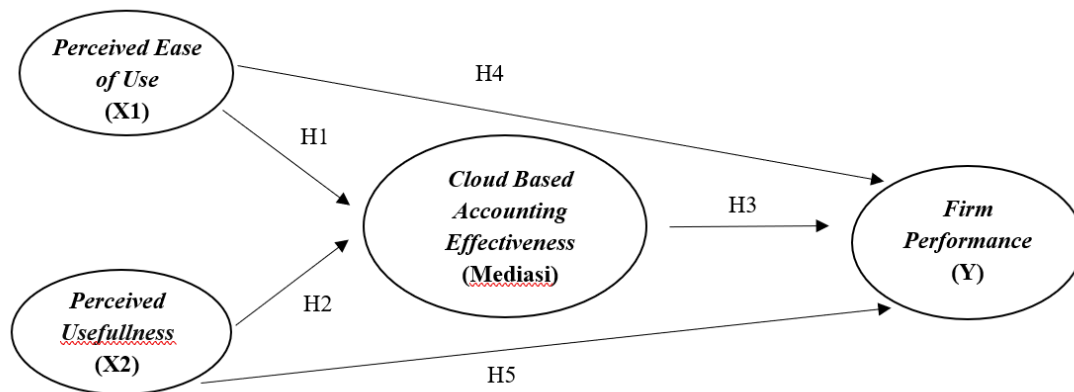 Perceived Ease
of Use
(X1)
H4
H1
Cloud Based
Accounting
Effectiveness
(Mediasi)
H3
Firm
Performance
(Y)
H2
Perceived
Usefullness
(X2)
H5